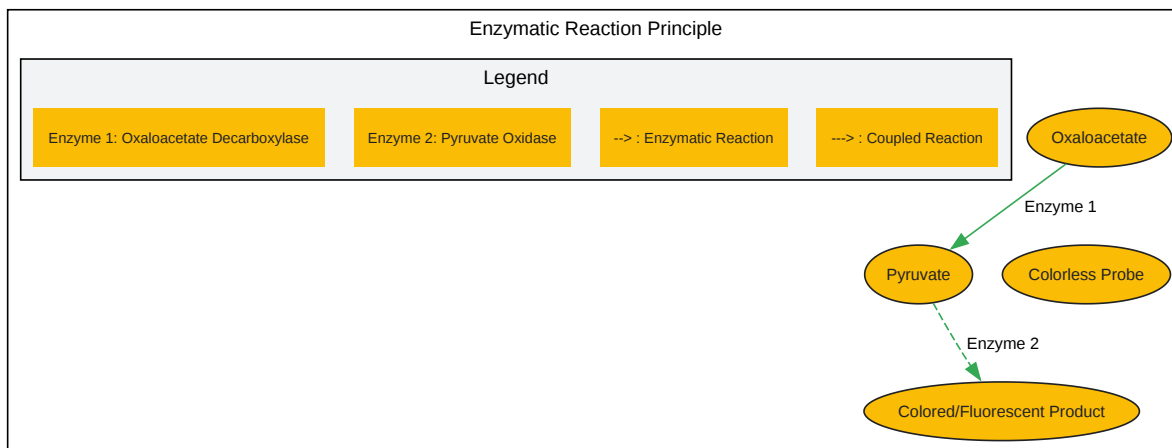 Enzymatic Reaction Principle
Legend
Enzyme 1: Oxaloacetate Decarboxylase
Enzyme 2: Pyruvate Oxidase
--> : Enzymatic Reaction
---> : Coupled Reaction
Oxaloacetate
Enzyme 1
Pyruvate
Colorless Probe
Enzyme 2
Colored/Fluorescent Product